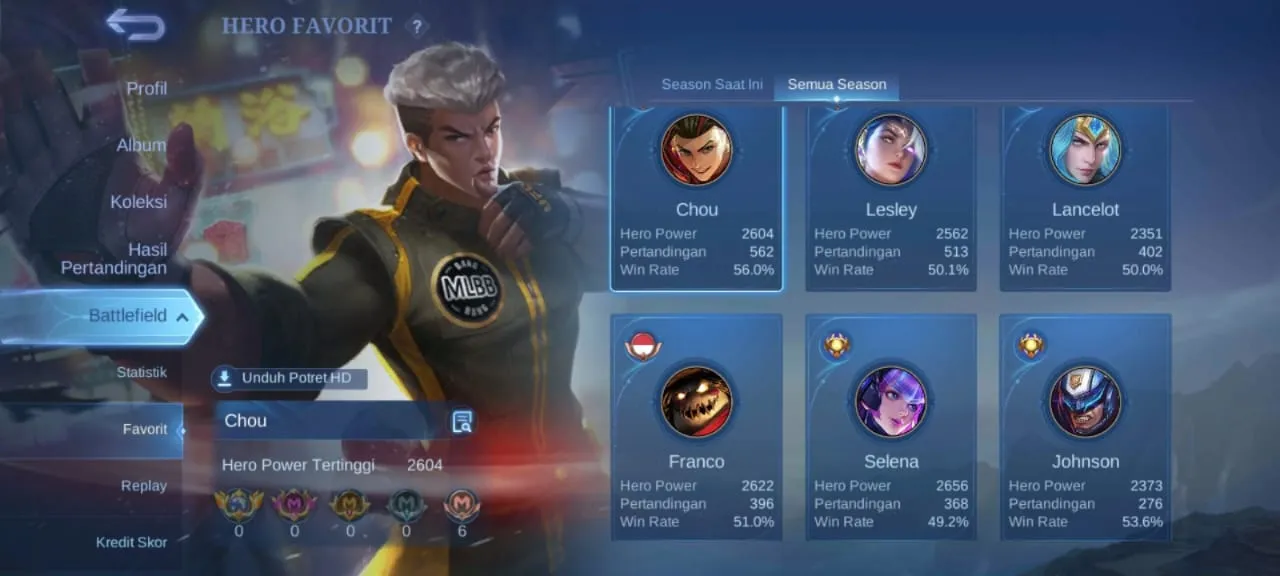 HERO FAVORIT ?
Profil
Album
Koleksi
Hasil
Pertandingan
Battlefield
Statistik
Favorit
Replay
Kredit Skor
BANG
MLBB
BANG
Unduh Potret HD
Chou
Hero Power Tertinggi 2604
0 0 0 0 6
Season Saat Ini Semua Season
Chou
Hero Power 2604
Pertandingan 562
Win Rate 56.0%
Lesley
Hero Power 2562
Pertandingan 513
Win Rate 50.1%
Lancelot
Hero Power 2351
Pertandingan 402
Win Rate 50.0%
Franco
Hero Power 2622
Pertandingan 396
Win Rate 51.0%
Selena
Hero Power 2656
Pertandingan 368
Win Rate 49.2%
Johnson
Hero Power 2373
Pertandingan 276
Win Rate 53.6%